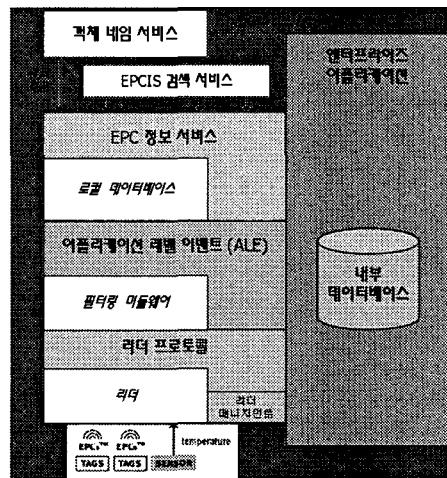 객체 네임 서비스
EPCIS 검색 서비스
EPC 정보 서비스
로컬 데이터베이스
어플리케이션 레벨 이벤트 (ALE)
필터링 미들웨어
리더 프로토콜
리더
리더
매니지먼트
temperature
EPC™ EPC™
TAGS TAGS SENSOR
엔터프라이즈
어플리케이션
내부
데이터베이스